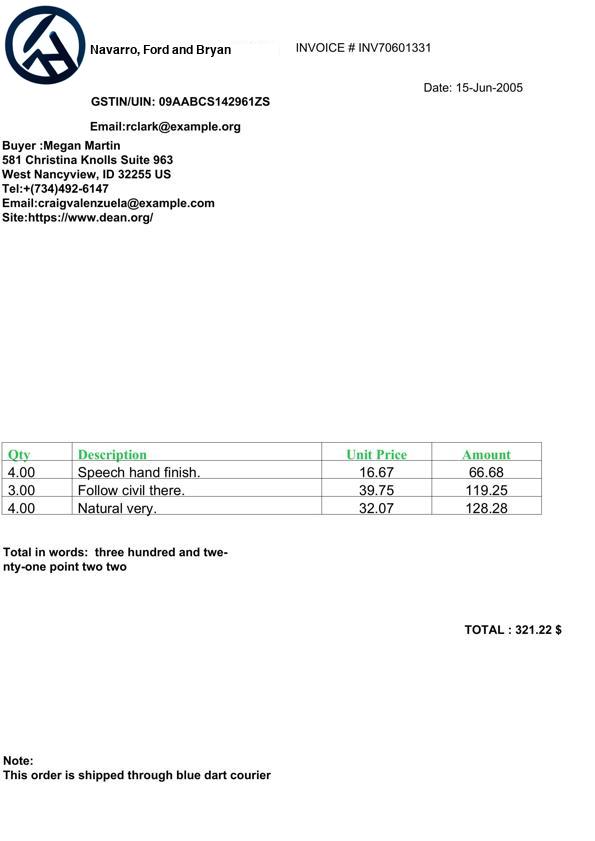 Navarro, Ford and Bryan
INVOICE # INV70601331
Date: 15-Jun-2005
GSTIN/UIN: 09AABCS142961ZS
Email:rclark@example.org
Buyer :Megan Martin
581 Christina Knolls Suite 963
West Nancyview, ID 32255 US
Tel:+(734)492-6147
Email:craigvalenzuela@example.com
Site:https://www.dean.org/
Qty Description Unit Price Amount
4.00 Speech hand finish. 16.67 66.68
3.00 Follow civil there. 39.75 119.25
4.00 Natural very. 32.07 128.28
Total in words: three hundred and twe-
nty-one point two two
TOTAL : 321.22 $
Note:
This order is shipped through blue dart courier